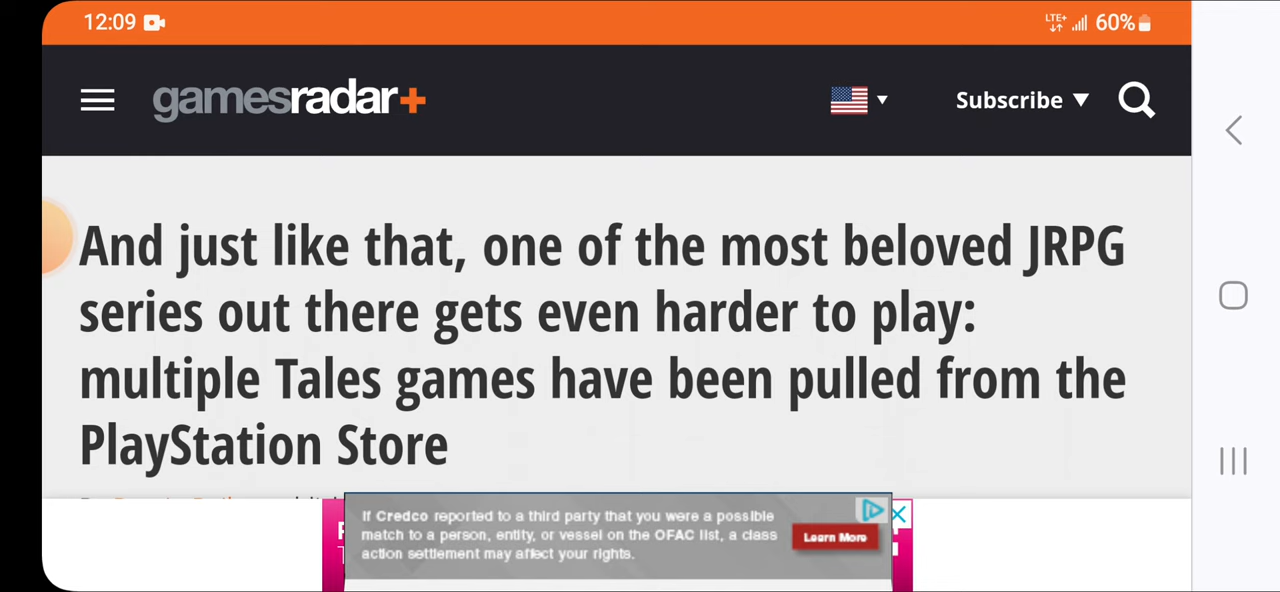 12:09
LTE+ 60%
gamesradar+
Subscribe
And just like that, one of the most beloved JRPG
series out there gets even harder to play:
multiple Tales games have been pulled from the
PlayStation Store
If Credco reported to a third party that you were a possible
match to a person, entity, or vessel on the OFAC list, a class
action settlement may affect your rights.
Learn More